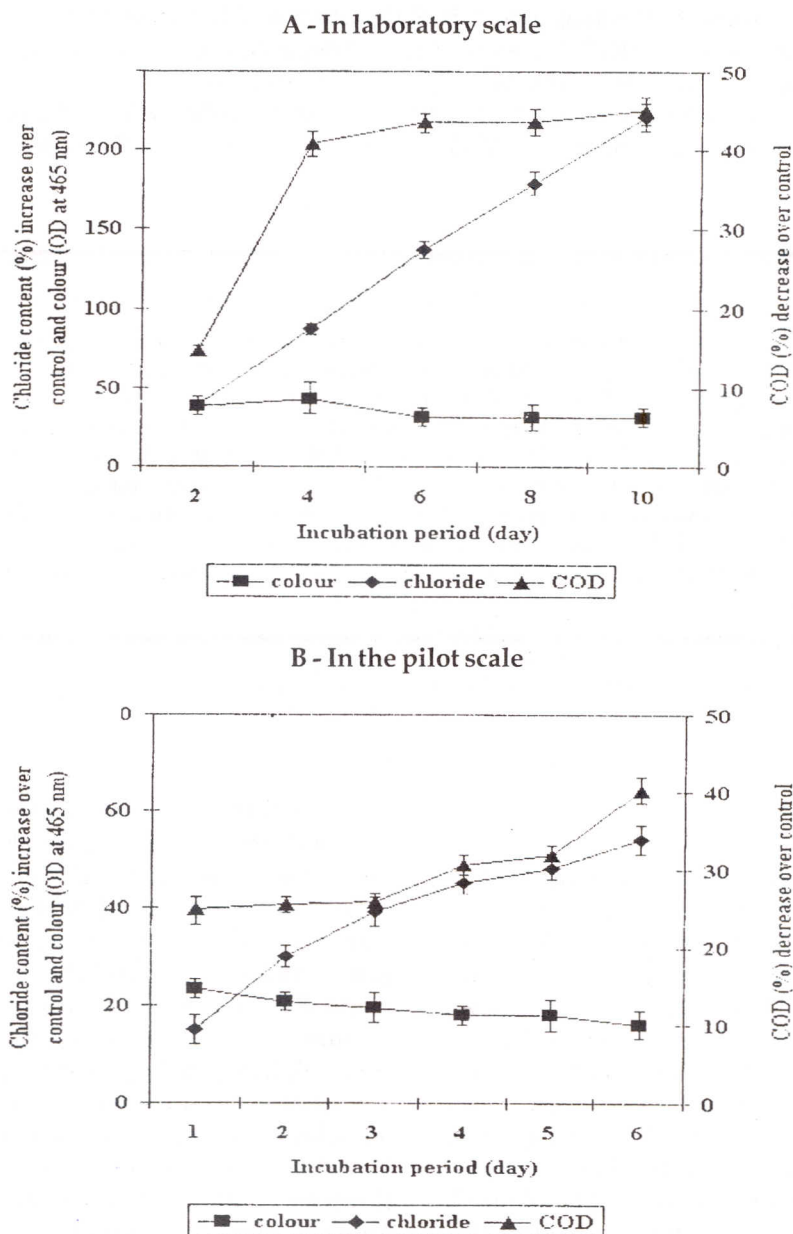 A - In laboratory scale
Chloride content (%) increase over
control and colour (OD at 465 nm)
200
150
100
50
0
50
40
30
20
10
0
COD (%) decrease over control
2 4 6 8 10
Incubation period (day)
colour chloride COD
B - In the pilot scale
Chloride content (%) increase over
control and colour (OD at 465 nm)
0
60
40
20
0
50
40
30
20
10
0
COD (%) decrease over control
1 2 3 4 5 6
Incubation period (day)
colour chloride COD